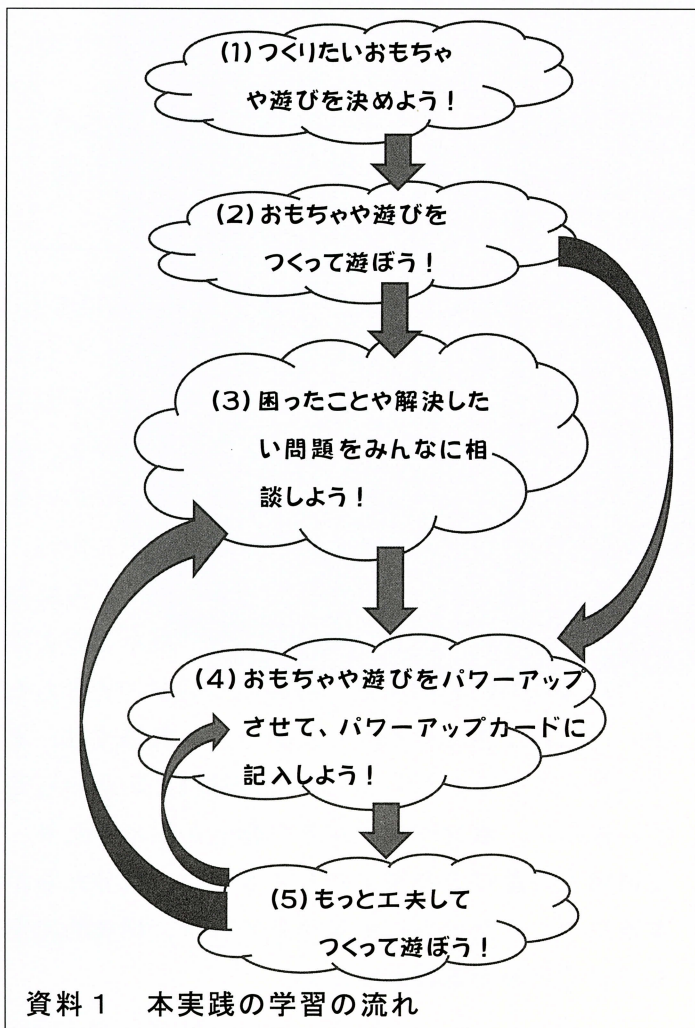 (1)つくりたいおもちゃ
や遊びを決めよう！
(2)おもちゃや遊びを
つくって遊ぼう！
(3)困ったことや解決した
い問題をみんなに相
談しよう！
(4)おもちゃや遊びをパワーアップ
させて、パワーアップカードに
記入しよう！
(5)もっと工夫して
つくって遊ぼう！
資料１　本実践の学習の流れ